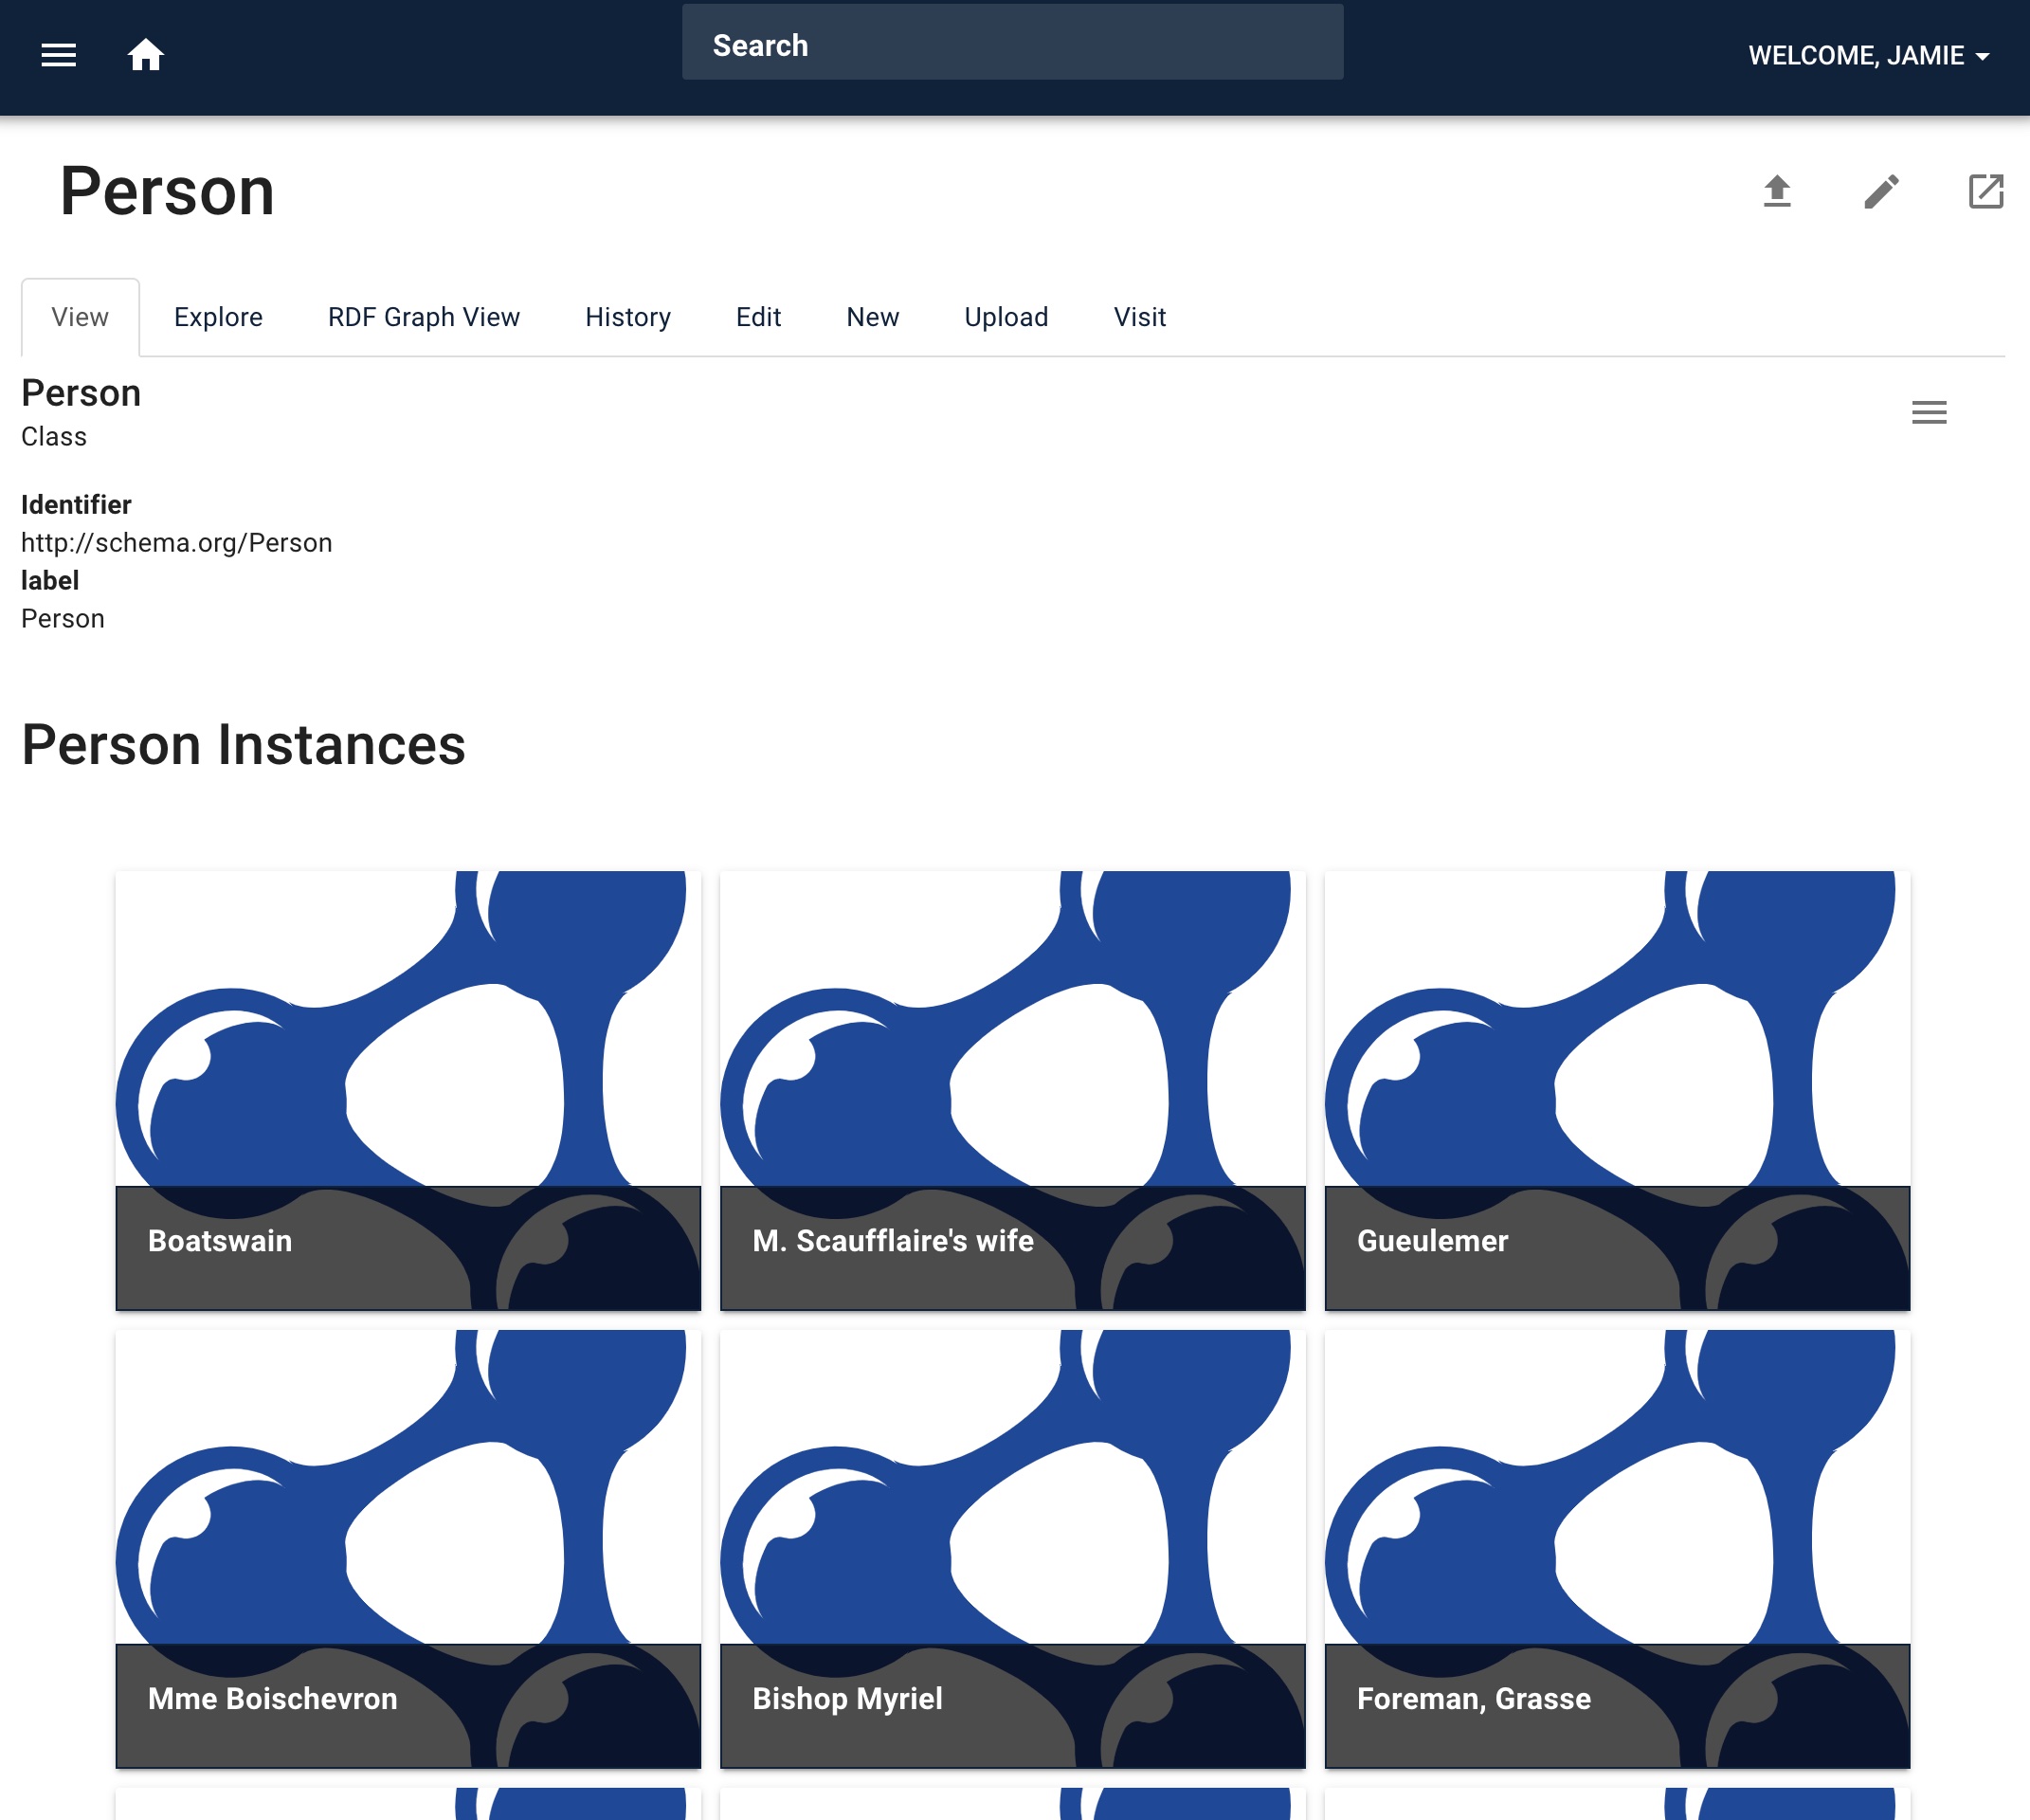 Search
WELCOME, JAMIE
Person
View Explore RDF Graph View History Edit New Upload Visit
Person
Class
Identifier
http://schema.org/Person
label
Person
Person Instances
Boatswain
M. Scaufflaire's wife
Gueulemer
Mme Boischevron
Bishop Myriel
Foreman, Grasse